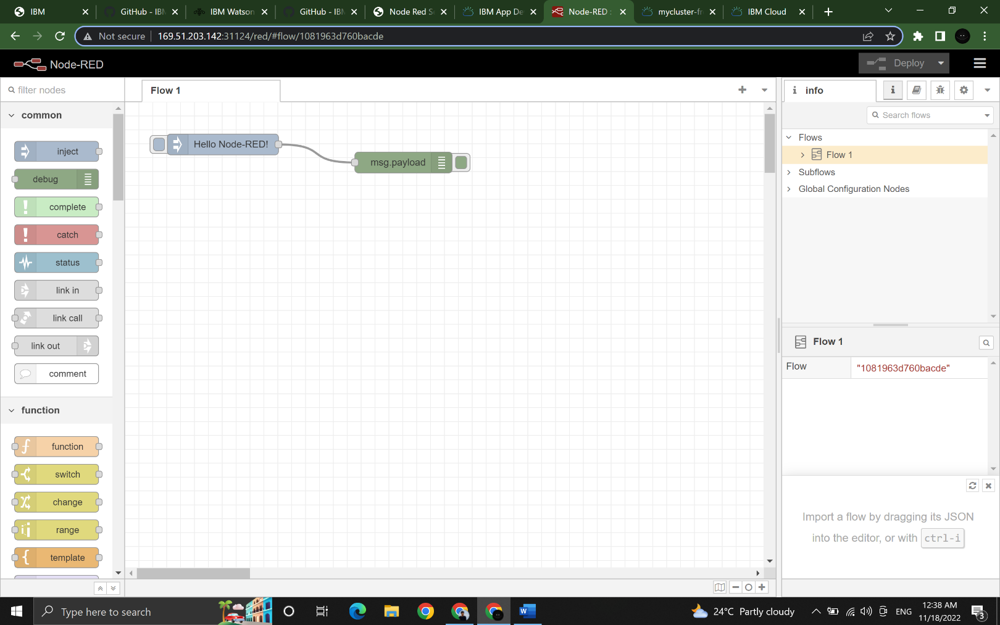 IBM
GitHub - IBM
IBM Watson
GitHub - IBM
Node Red S
IBM App De
Node-RED :
mycluster-fr
IBM Cloud
Not secure
169.51.203.142:31124/red/#flow/1081963d760bacde
Node-RED
Deploy
filter nodes
Flow 1
i info
i
Search flows
common
inject
debug
complete
catch
status
link in
link call
link out
comment
function
function
switch
change
range
template
Hello Node-RED!
msg.payload
Flows
Flow 1
Subflows
Global Configuration Nodes
Flow 1
Flow
"1081963d760bacde"
Import a flow by dragging its JSON
into the editor, or with ctrl-i
Type here to search
24°C Partly cloudy
ENG
12:38 AM
11/18/2022
3